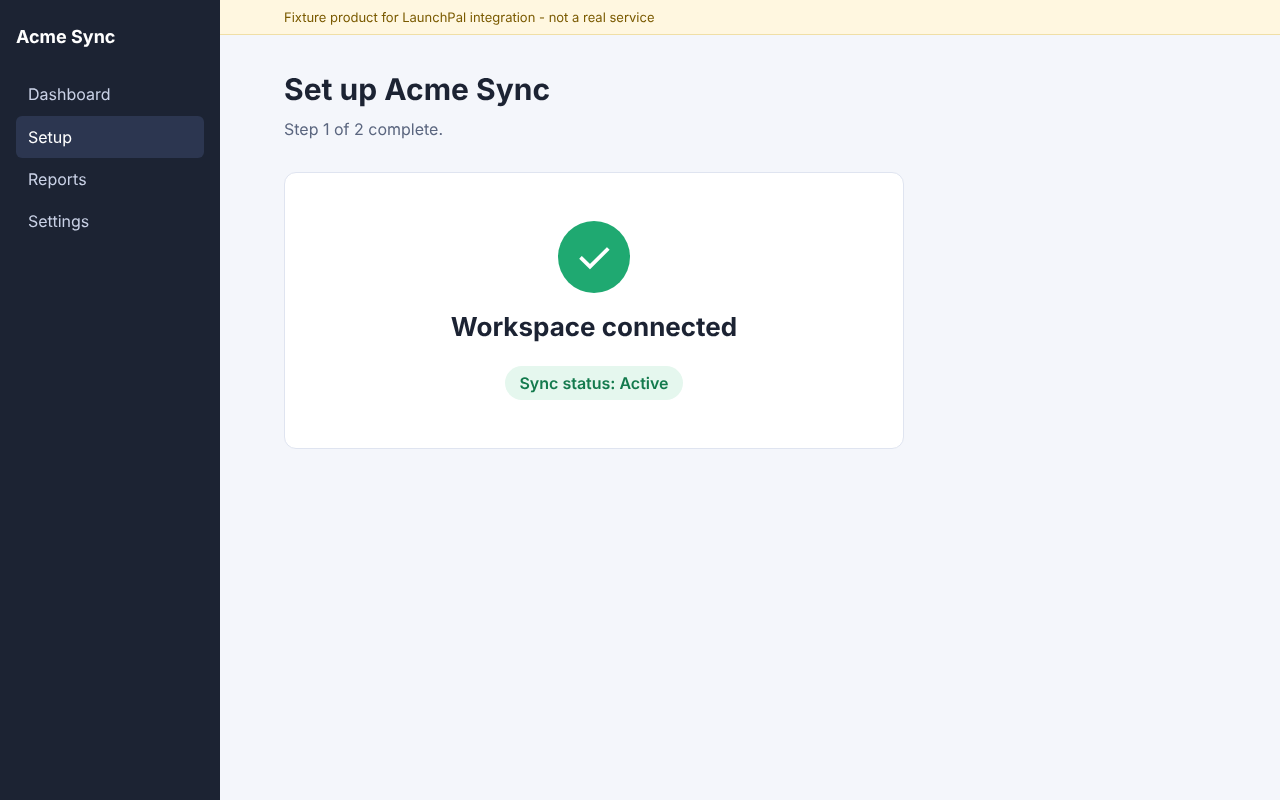 Acme Sync
Dashboard
Setup
Reports
Settings
Fixture product for LaunchPal integration - not a real service
Set up Acme Sync
Step 1 of 2 complete.
Workspace connected
Sync status: Active